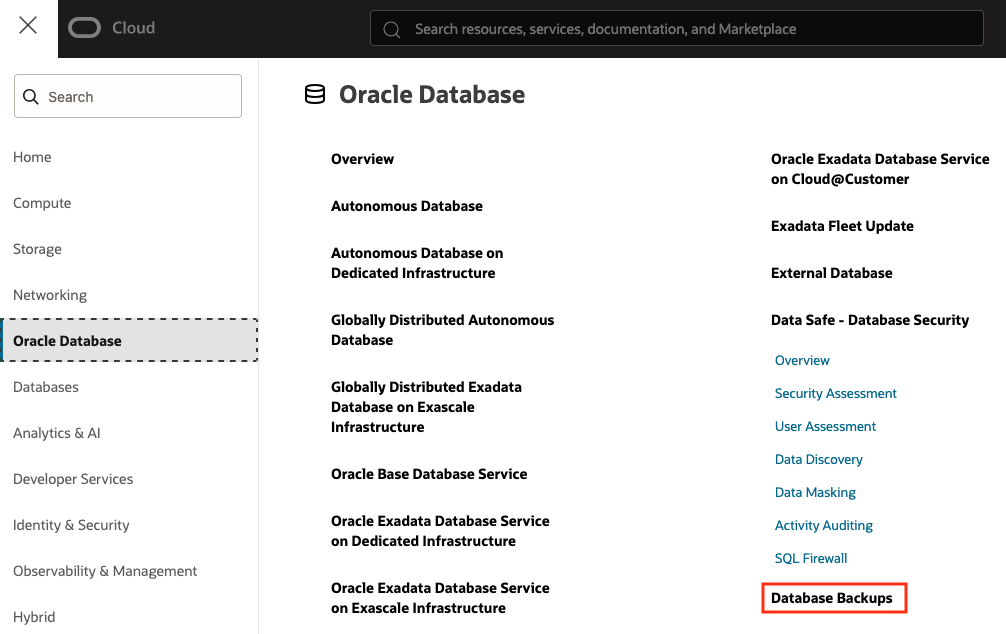 Cloud
Search resources, services, documentation, and Marketplace
Search
Home
Compute
Storage
Networking
Oracle Database
Databases
Analytics & AI
Developer Services
Identity & Security
Observability & Management
Hybrid
Oracle Database
Overview
Autonomous Database
Autonomous Database on
Dedicated Infrastructure
Globally Distributed Autonomous
Database
Globally Distributed Exadata
Database on Exascale
Infrastructure
Oracle Base Database Service
Oracle Exadata Database Service
on Dedicated Infrastructure
Oracle Exadata Database Service
on Exascale Infrastructure
Oracle Exadata Database Service
on Cloud@Customer
Exadata Fleet Update
External Database
Data Safe - Database Security
Overview
Security Assessment
User Assessment
Data Discovery
Data Masking
Activity Auditing
SQL Firewall
Database Backups